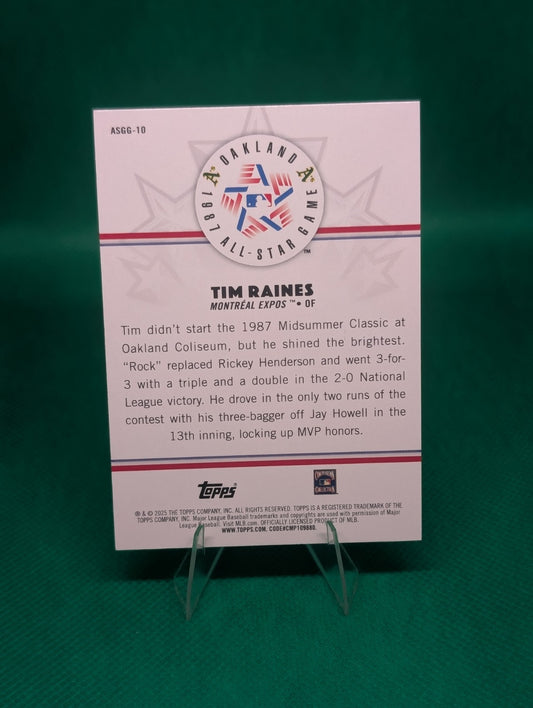 ASGG-10
OAKLAND
A's A's
1987 ALL-STAR GAME
TM
TIM RAINES
MONTRÉAL EXPOS ™ • OF
Tim didn't start the 1987 Midsummer Classic at
Oakland Coliseum, but he shined the brightest.
"Rock" replaced Rickey Henderson and went 3-for-
3 with a triple and a double in the 2-0 National
League victory. He drove in the only two runs of the
contest with his three-bagger off Jay Howell in the
13th inning, locking up MVP honors.
topps
COOPERSTOWN
COLLECTION
® & © 2025 THE TOPPS COMPANY, INC. ALL RIGHTS RESERVED. TOPPS IS A REGISTERED TRADEMARK OF THE
TOPPS COMPANY, INC. Major League Baseball trademarks and copyrights are used with permission of Major
League Baseball. Visit MLB.com. OFFICIALLY LICENSED PRODUCT OF MLB.
WWW.TOPPS.COM, CODE#CMP109880.